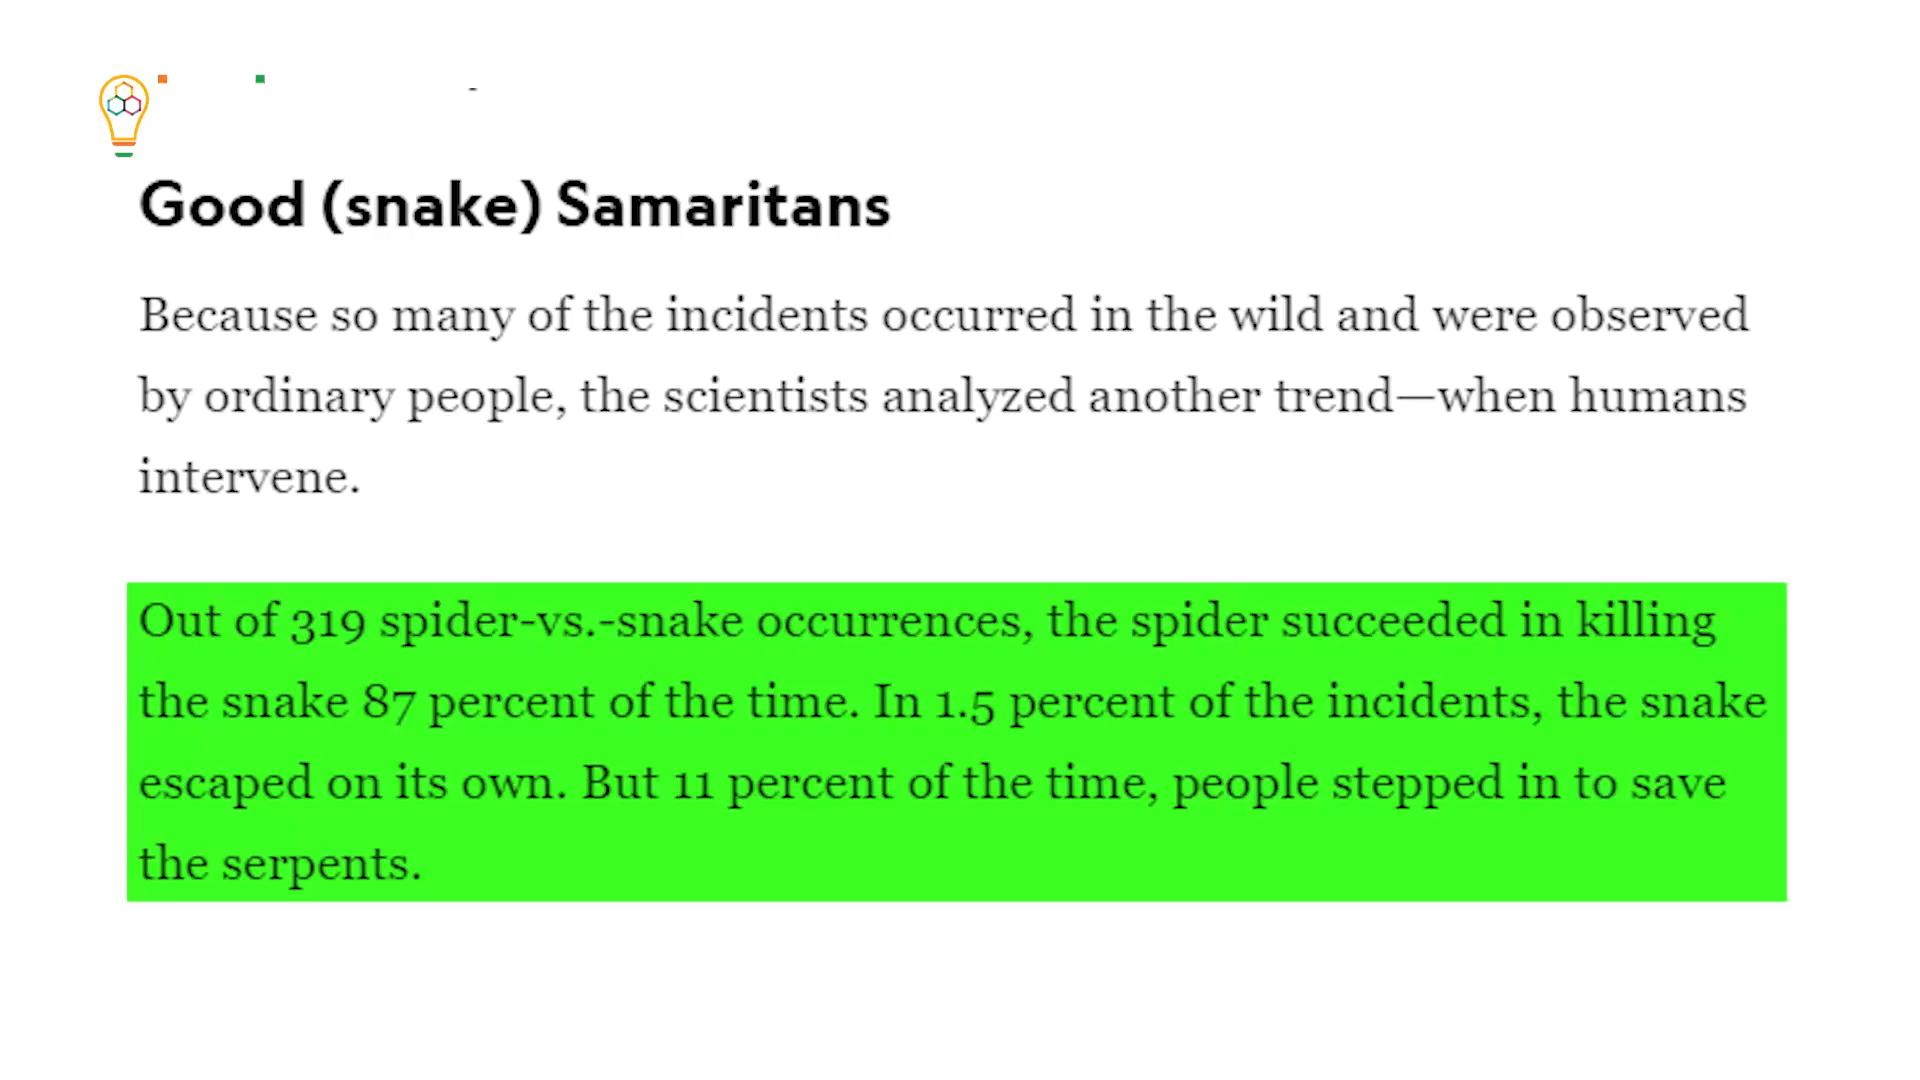 Good (snake) Samaritans
Because so many of the incidents occurred in the wild and were observed
by ordinary people, the scientists analyzed another trend—when humans
intervene.
Out of 319 spider-vs.-snake occurrences, the spider succeeded in killing
the snake 87 percent of the time. In 1.5 percent of the incidents, the snake
escaped on its own. But 11 percent of the time, people stepped in to save
the serpents.